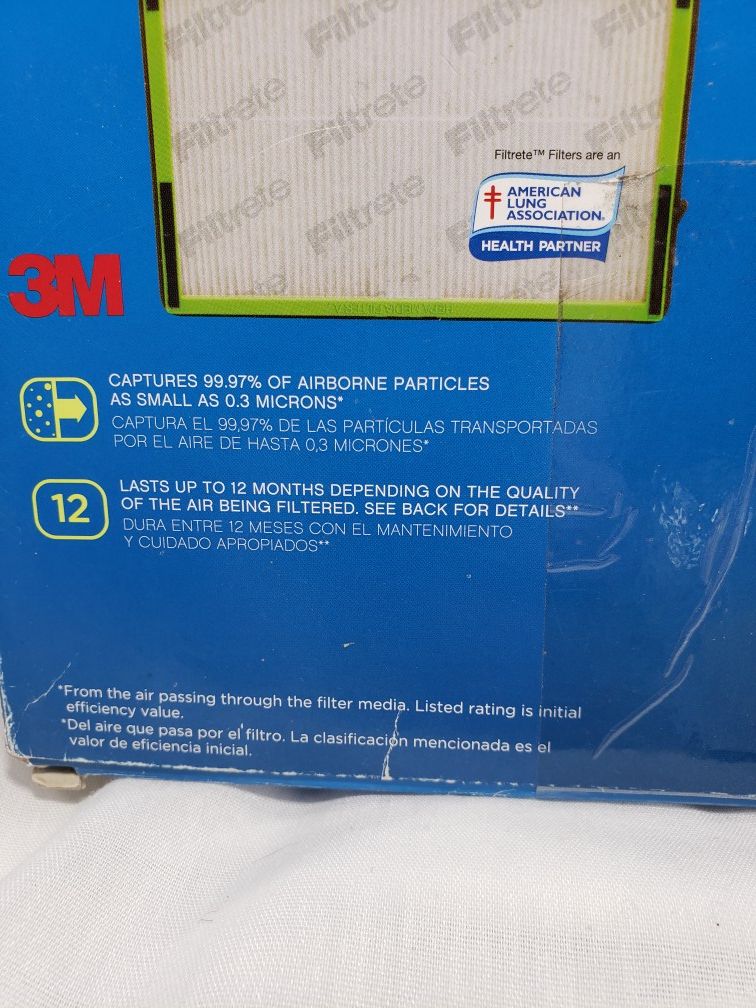 Filtrete Filtrete Filtrete Filtrete
Filtrete Filtrete Filtrete
Filtrete™ Filters are an
AMERICAN
LUNG
ASSOCIATION®
HEALTH PARTNER
Filtrete Filtrete
3M
CAPTURES 99.97% OF AIRBORNE PARTICLES
AS SMALL AS 0.3 MICRONS*
CAPTURA EL 99,97% DE LAS PARTÍCULAS TRANSPORTADAS
POR EL AIRE DE HASTA 0,3 MICRONES*
12
LASTS UP TO 12 MONTHS DEPENDING ON THE QUALITY
OF THE AIR BEING FILTERED. SEE BACK FOR DETAILS**
DURA ENTRE 12 MESES CON EL MANTENIMIENTO
Y CUIDADO APROPIADOS**
*From the air passing through the filter media. Listed rating is initial
efficiency value.
*Del aire que pasa por el filtro. La clasificación mencionada es el
valor de eficiencia inicial.